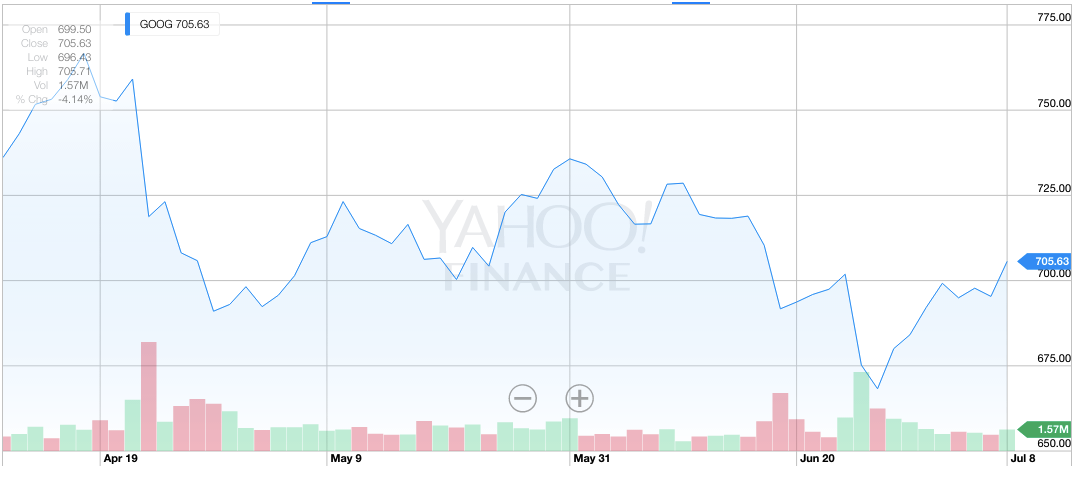 GOOG 705.63
Open 699.50
Close 705.63
Low 696.43
High 705.71
Vol 1.57M
% Chg -4.14%
775.00
750.00
725.00
YAHOO!
FINANCE
705.63
700.00
675.00
1.57M
650.00
Apr 19
May 9
May 31
Jun 20
Jul 8